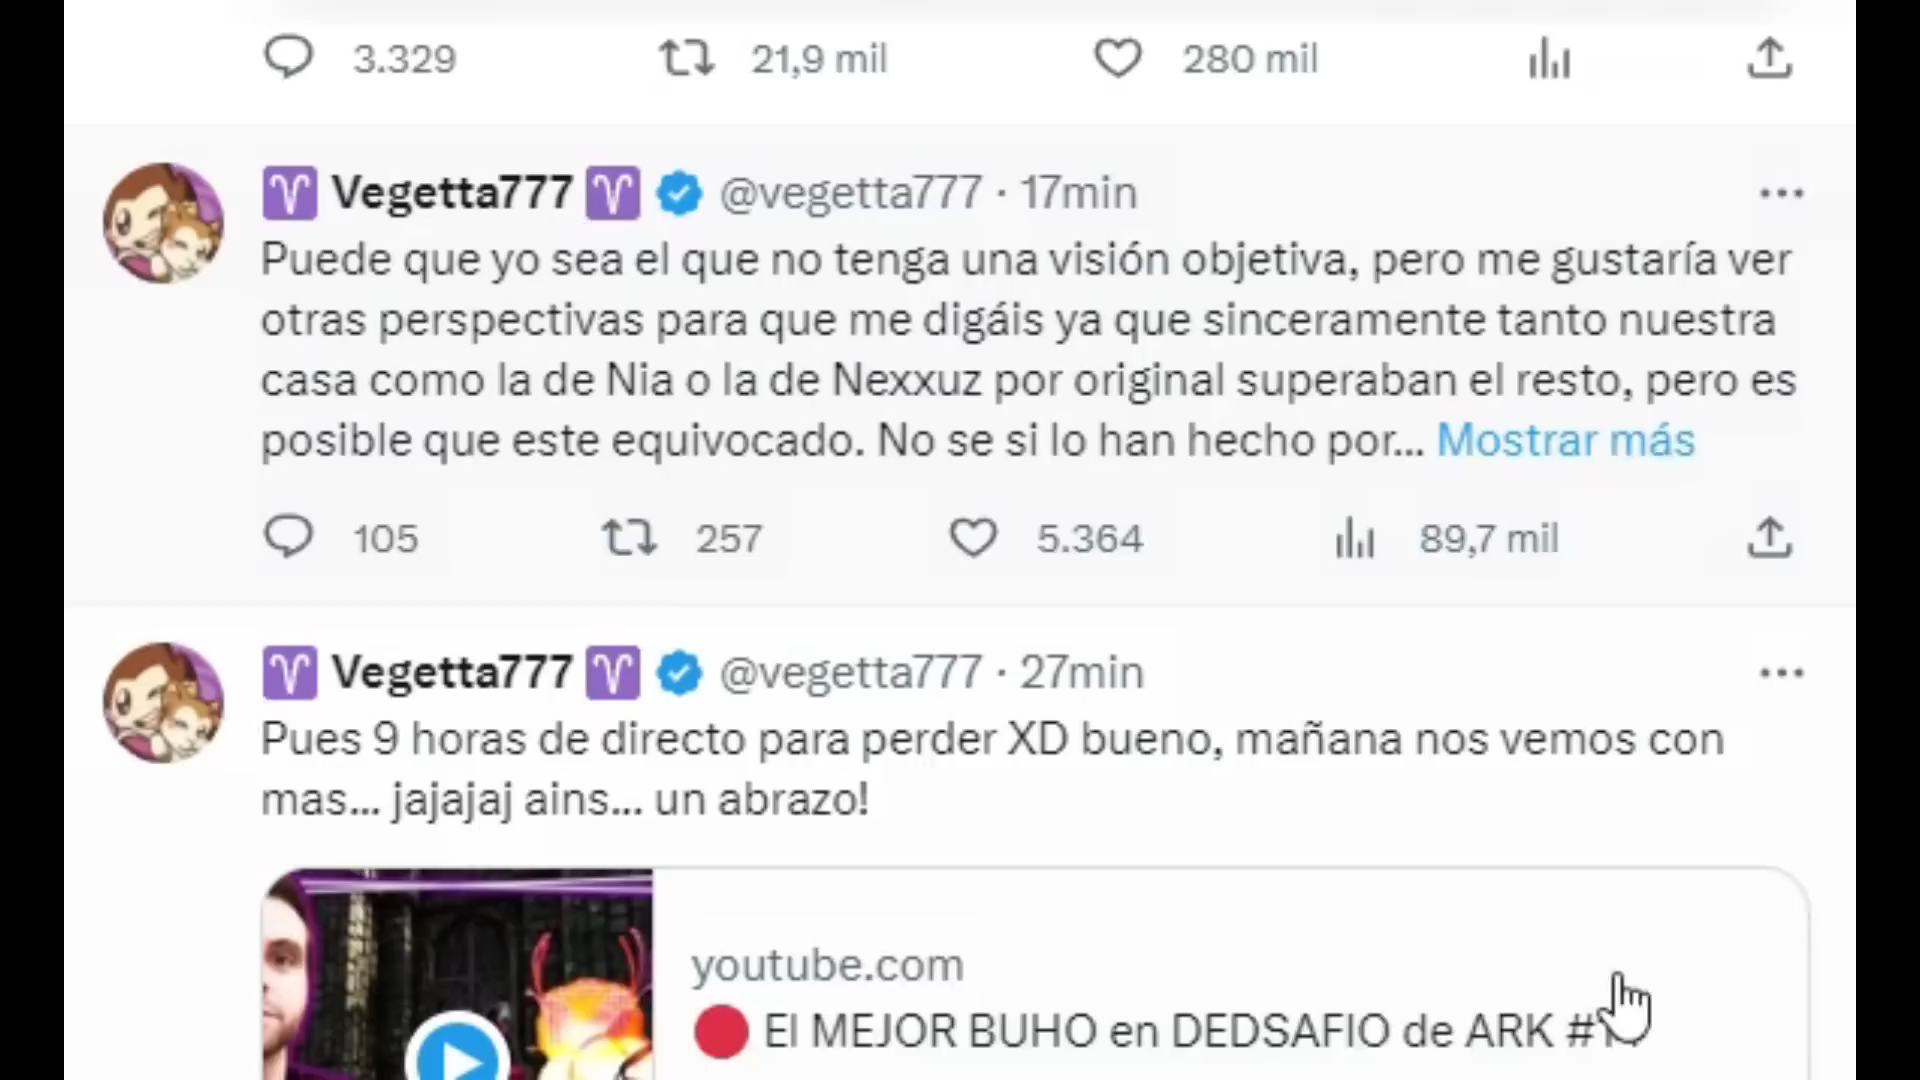 3.329 21,9 mil 280 mil
♈ Vegetta777 ♈ @vegetta777 · 17min
Puede que yo sea el que no tenga una visión objetiva, pero me gustaría ver
otras perspectivas para que me digáis ya que sinceramente tanto nuestra
casa como la de Nia o la de Nexxuz por original superaban el resto, pero es
posible que este equivocado. No se si lo han hecho por... Mostrar más
105 257 5.364 89,7 mil
♈ Vegetta777 ♈ @vegetta777 · 27min
Pues 9 horas de directo para perder XD bueno, mañana nos vemos con
mas... jajajaj ains... un abrazo!
youtube.com
🔴 El MEJOR BUHO en DEDSAFIO de ARK